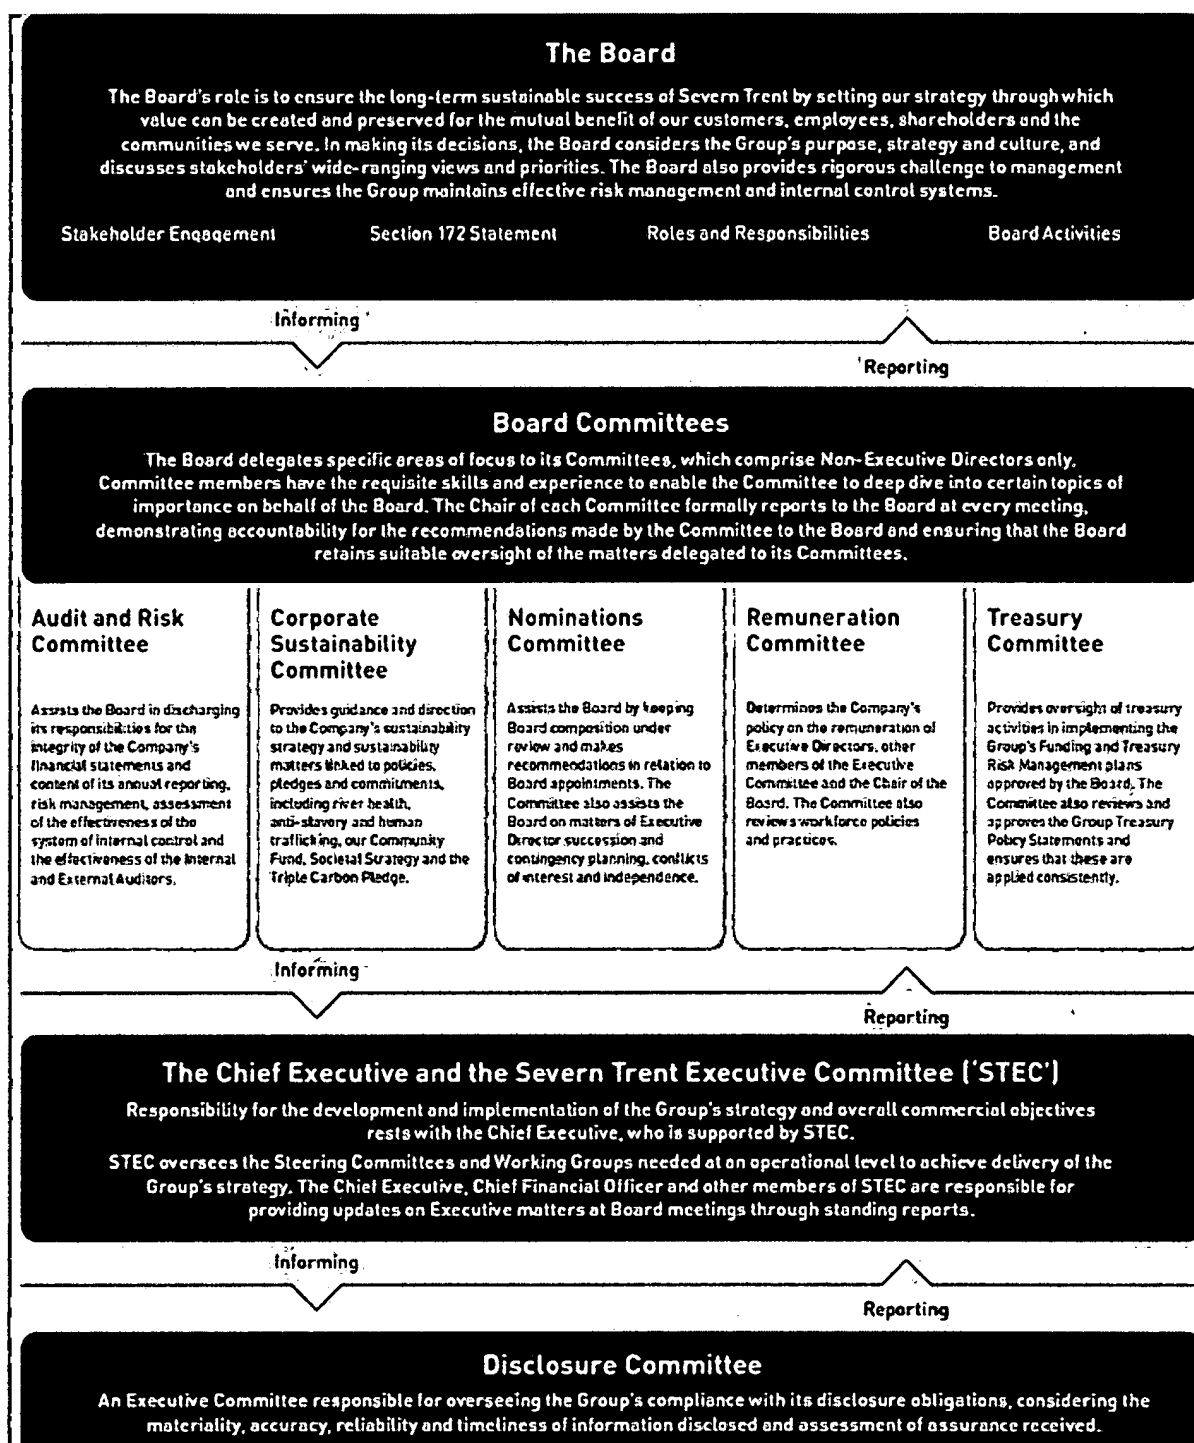 The Board
The Board's role is to ensure the long-term sustainable success of Severn Trent by setting our strategy through which
value can be created and preserved for the mutual benefit of our customers, employees, shareholders and the
communities we serve. In making its decisions, the Board considers the Group's purpose, strategy and culture, and
discusses stakeholders' wide-ranging views and priorities. The Board also provides rigorous challenge to management
and ensures the Group maintains effective risk management and internal control systems.
Stakeholder Engagement Section 172 Statement Roles and Responsibilities Board Activities
Informing
Reporting
Board Committees
The Board delegates specific areas of focus to its Committees, which comprise Non-Executive Directors only.
Committee members have the requisite skills and experience to enable the Committee to deep dive into certain topics of
importance on behalf of the Board. The Chair of each Committee formally reports to the Board at every meeting,
demonstrating accountability for the recommendations made by the Committee to the Board and ensuring that the Board
retains suitable oversight of the matters delegated to its Committees.
Audit and Risk
Committee
Assists the Board in discharging
its responsibilities for the
integrity of the Company's
financial statements and
content of its annual reporting,
risk management, assessment
of the effectiveness of the
system of internal control and
the effectiveness of the Internal
and External Auditors.
Corporate
Sustainability
Committee
Provides guidance and direction
to the Company's sustainability
strategy and sustainability
matters linked to policies,
pledges and commitments,
including river health,
anti-slavery and human
trafficking, our Community
Fund, Societal Strategy and the
Triple Carbon Pledge.
Nominations
Committee
Assists the Board by keeping
Board composition under
review and makes
recommendations in relation to
Board appointments. The
Committee also assists the
Board on matters of Executive
Director succession and
contingency planning, conflicts
of interest and independence.
Remuneration
Committee
Determines the Company's
policy on the remuneration of
Executive Directors, other
members of the Executive
Committee and the Chair of the
Board. The Committee also
reviews workforce policies
and practices.
Treasury
Committee
Provides oversight of treasury
activities in implementing the
Group's Funding and Treasury
Risk Management plans
approved by the Board. The
Committee also reviews and
approves the Group Treasury
Policy Statements and
ensures that these are
applied consistently.
Informing
Reporting
The Chief Executive and the Severn Trent Executive Committee ('STEC')
Responsibility for the development and implementation of the Group's strategy and overall commercial objectives
rests with the Chief Executive, who is supported by STEC.
STEC oversees the Steering Committees and Working Groups needed at an operational level to achieve delivery of the
Group's strategy. The Chief Executive, Chief Financial Officer and other members of STEC are responsible for
providing updates on Executive matters at Board meetings through standing reports.
Informing
Reporting
Disclosure Committee
An Executive Committee responsible for overseeing the Group's compliance with its disclosure obligations, considering the
materiality, accuracy, reliability and timeliness of information disclosed and assessment of assurance received.